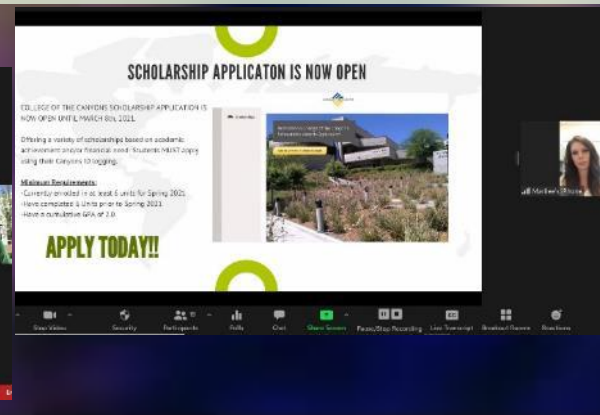 SCHOLARSHIP APPLICATON IS NOW OPEN
COLLEGE OF THE CANYONS SCHOLARSHIP APPLICATION IS
NOW OPEN UNTIL MARCH 8th, 2021.
Offering a variety of scholarships based on academic
achievement and/or financial need. Students MUST apply
using their Canyons ID logging.
Minimum Requirements:
-Currently enrolled in at least 6 units for Spring 2021
-Have completed 6 Units prior to Spring 2021
-Have a cumulative GPA of 2.0
APPLY TODAY!!
Stop Video
Security
Participants
Polls
Chat
Share Screen
Pause/Stop Recording
Live Transcript
Breakout Rooms
Reactions